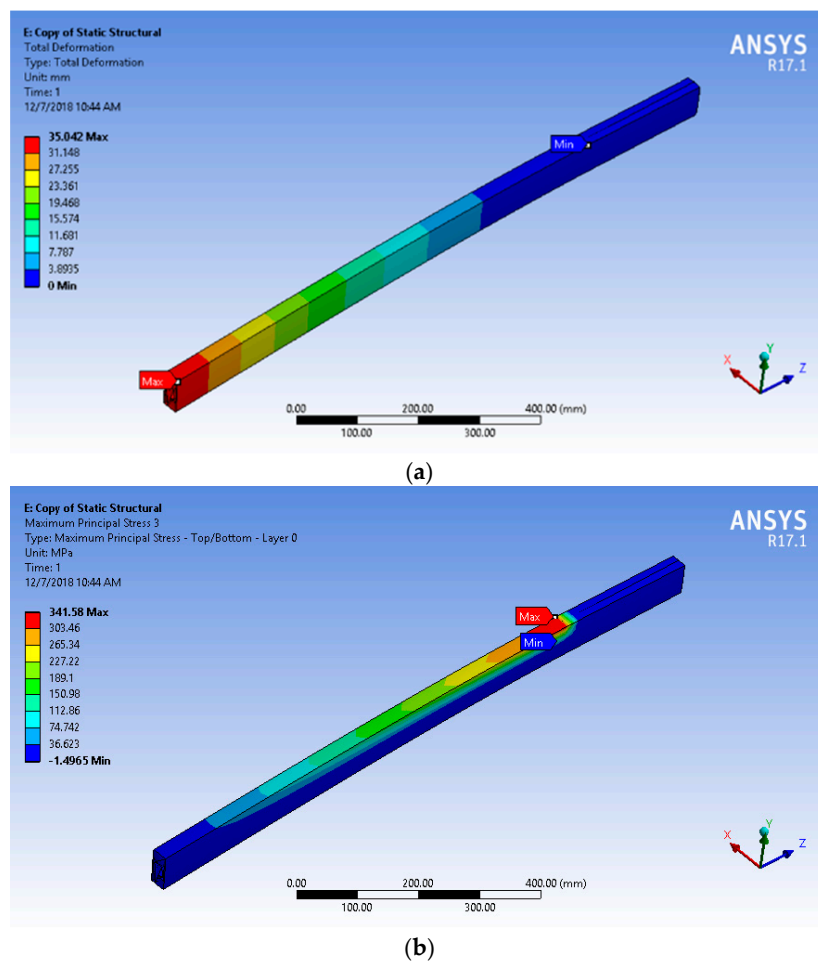 E: Copy of Static Structural
Total Deformation
Type: Total Deformation
Unit: mm
Time: 1
12/7/2018 10:44 AM
ANSYS
R17.1
35.042 Max
31.148
27.255
23.361
19.468
15.574
11.681
7.787
3.8935
0 Min
Min
Max
0.00 200.00 400.00 (mm)
100.00 300.00
X Y Z
(a)
E: Copy of Static Structural
Maximum Principal Stress 3
Type: Maximum Principal Stress - Top/Bottom - Layer 0
Unit: MPa
Time: 1
12/7/2018 10:44 AM
ANSYS
R17.1
341.58 Max
303.46
265.34
227.22
189.1
150.98
112.86
74.742
36.623
-1.4965 Min
Max
Min
0.00 200.00 400.00 (mm)
100.00 300.00
X Y Z
(b)